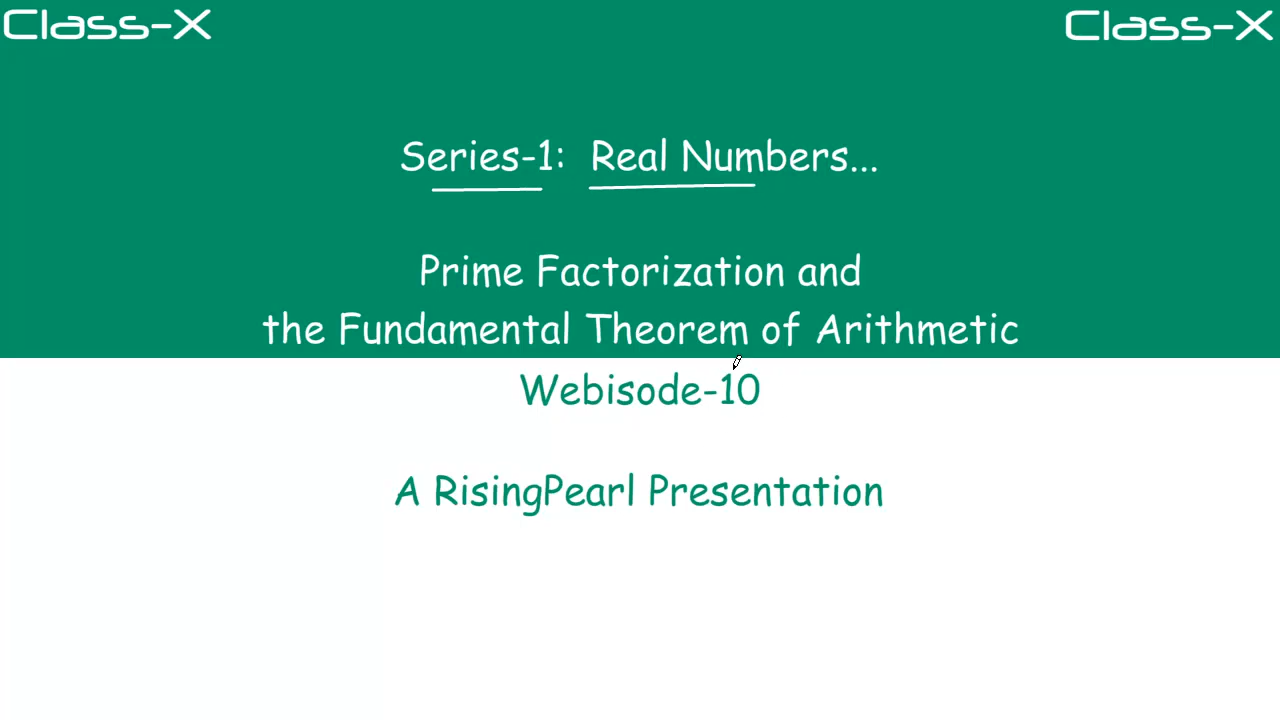 Class-X
Class-X
Series-1: Real Numbers...
Prime Factorization and
the Fundamental Theorem of Arithmetic
Webisode-10
A RisingPearl Presentation